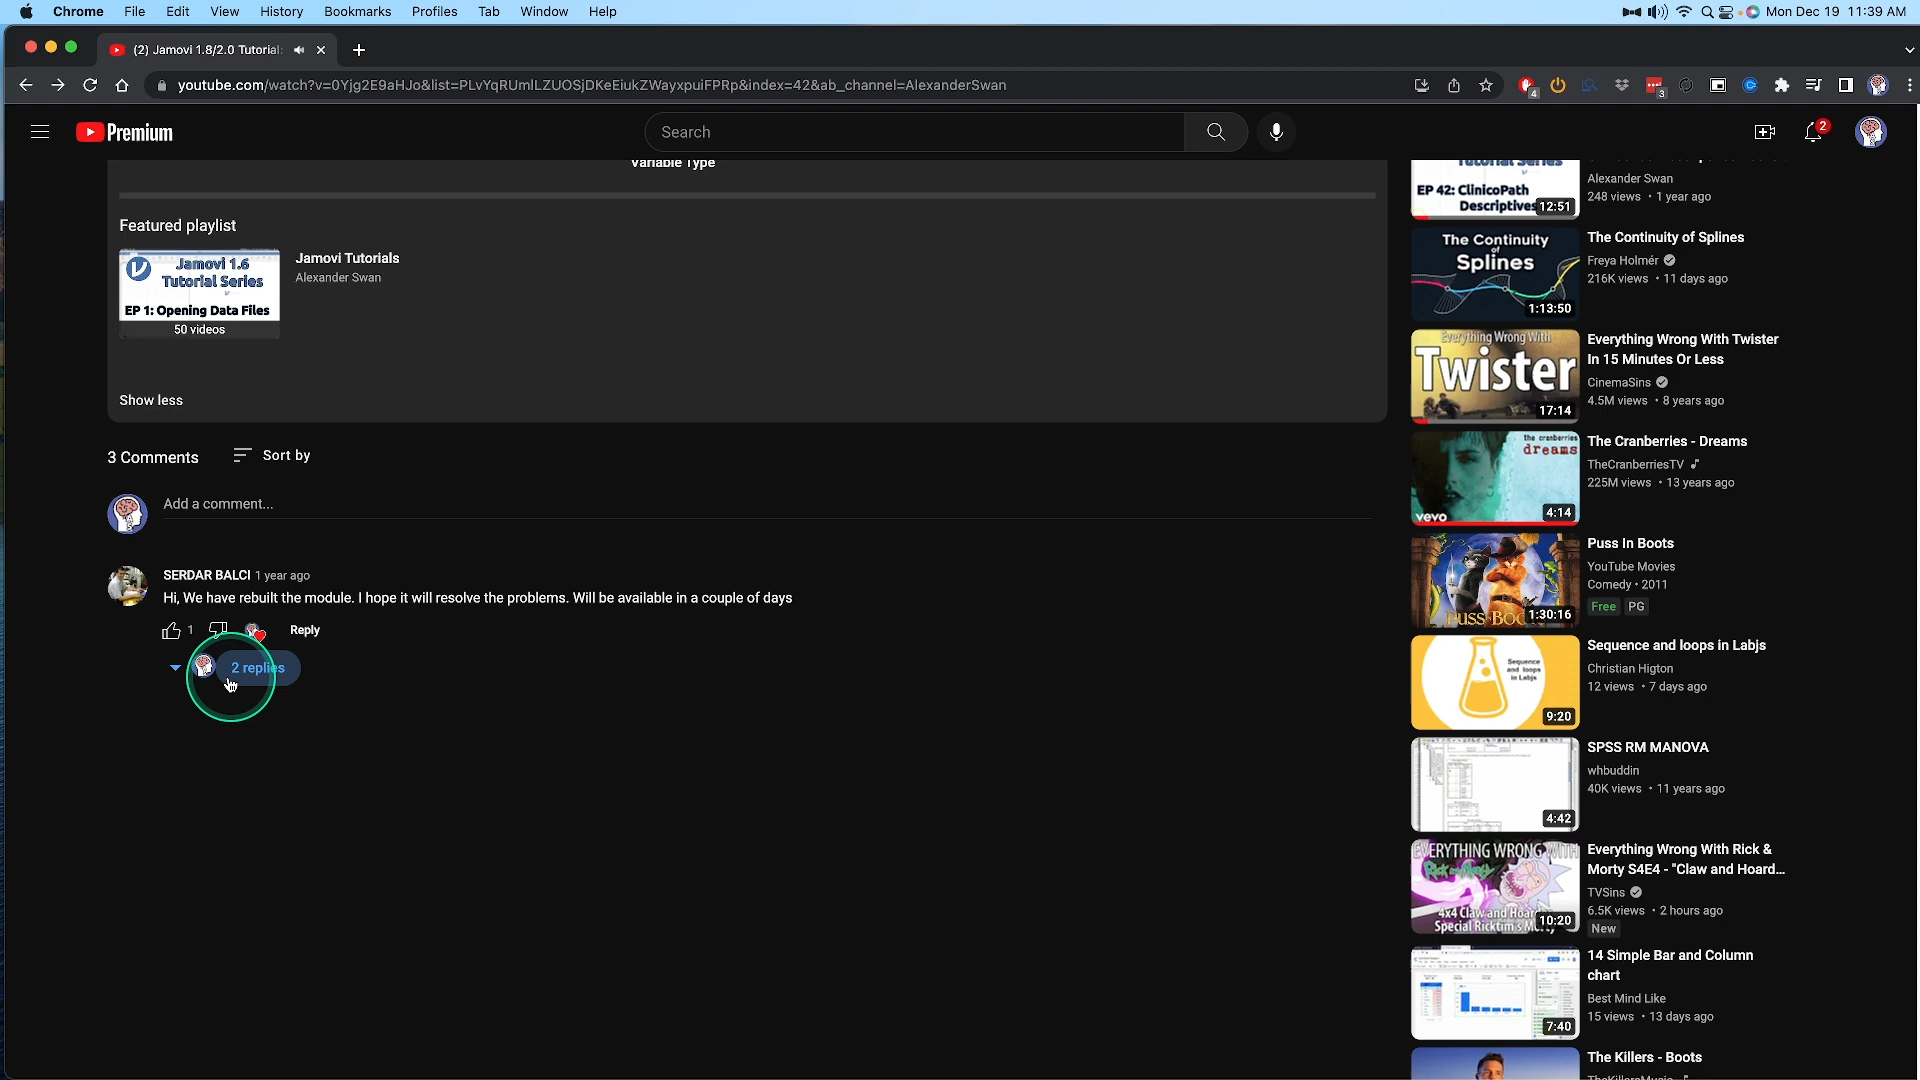 Chrome File Edit View History Bookmarks Profiles Tab Window Help Mon Dec 19 11:39 AM
(2) Jamovi 1.8/2.0 Tutorial:
youtube.com/watch?v=0Yjg2E9aHJo&list=PLvYqRUmlLZUOSjDKeEiukZWayxpuiFPRp&index=42&ab_channel=AlexanderSwan
4
3
Premium
Search
2
Variable Type
Featured playlist
Jamovi 1.6
Tutorial Series
EP 1: Opening Data Files
50 videos
Jamovi Tutorials
Alexander Swan
Show less
3 Comments Sort by
Add a comment...
SERDAR BALCI 1 year ago
Hi, We have rebuilt the module. I hope it will resolve the problems. Will be available in a couple of days
1 Reply
2 replies
Tutorial Series
EP 42: ClinicoPath
Descriptives
12:51
Alexander Swan
248 views • 1 year ago
The Continuity
of
Splines
1:13:50
The Continuity of Splines
Freya Holmér
216K views • 11 days ago
Everything Wrong With
Twister
17:14
Everything Wrong With Twister
In 15 Minutes Or Less
CinemaSins
4.5M views • 8 years ago
the cranberries
dreams
vevo
4:14
The Cranberries - Dreams
TheCranberriesTV
225M views • 13 years ago
PUSS BOO
1:30:16
Puss In Boots
YouTube Movies
Comedy • 2011
Free PG
Sequence
and loops
in Labjs
9:20
Sequence and loops in Labjs
Christian Higton
12 views • 7 days ago
4:42
SPSS RM MANOVA
whbuddin
40K views • 11 years ago
EVERYTHING WRONG WITH
Rick & Morty
4x4 Claw and Hoard
Special Ricktim's M
10:20
Everything Wrong With Rick &
Morty S4E4 - "Claw and Hoard...
TVSins
6.5K views • 2 hours ago
New
7:40
14 Simple Bar and Column
chart
Best Mind Like
15 views • 13 days ago
The Killers - Boots
TheKillersMusic